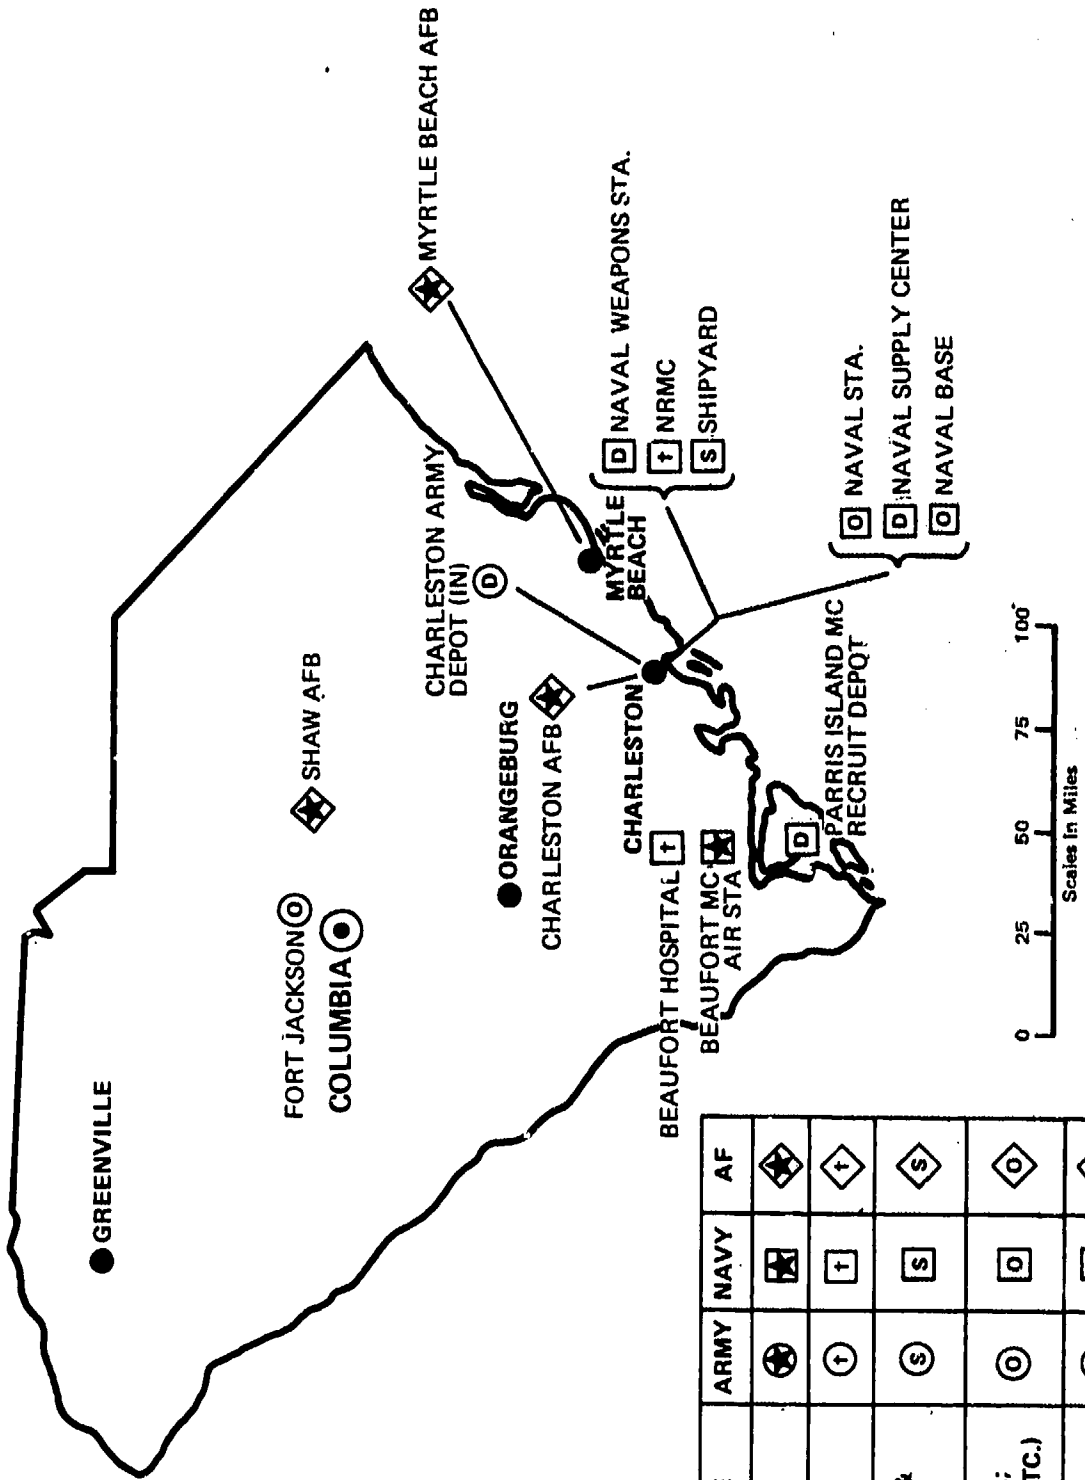 MYRTLE BEACH AFB
SHAW AFB
CHARLESTON ARMY
DEPOT (IN)
D
FORT JACKSON
O
COLUMBIA
GREENVILLE
ORANGEBURG
CHARLESTON AFB
MYRTLE
BEACH
CHARLESTON
D NAVAL WEAPONS STA.
t NRMC
S SHIPYARD
O NAVAL STA.
D NAVAL SUPPLY CENTER
O NAVAL BASE
BEAUFORT HOSPITAL
t
BEAUFORT MC
AIR STA
D
PARRIS ISLAND MC
RECRUIT DEPOT
0 25 50 75 100
Scales in Miles
ARMY NAVY AF
t t t
&
S S S
;
TC.)
O O O